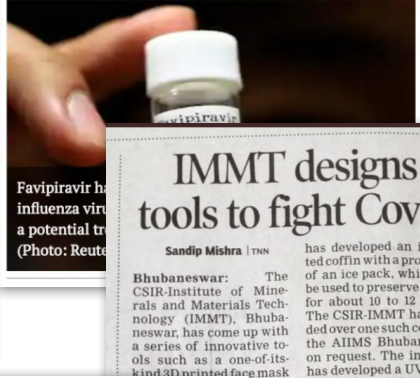 Favipiravir
Favipiravir ha
influenza viru
a potential tre
(Photo: Reute
IMMT designs
tools to fight Cov
Sandip Mishra | TNN
Bhubaneswar: The
CSIR-Institute of Mine-
rals and Materials Tech-
nology (IMMT), Bhuba-
neswar, has come up with
a series of innovative to-
ols such as a one-of-its-
kind 3D printed face mask
has developed an i
ted coffin with a pro
of an ice pack, whi
be used to preserve
for about 10 to 12
The CSIR-IMMT ha
ded over one such co
the AIIMS Bhuban
on request. The in
has developed a UV